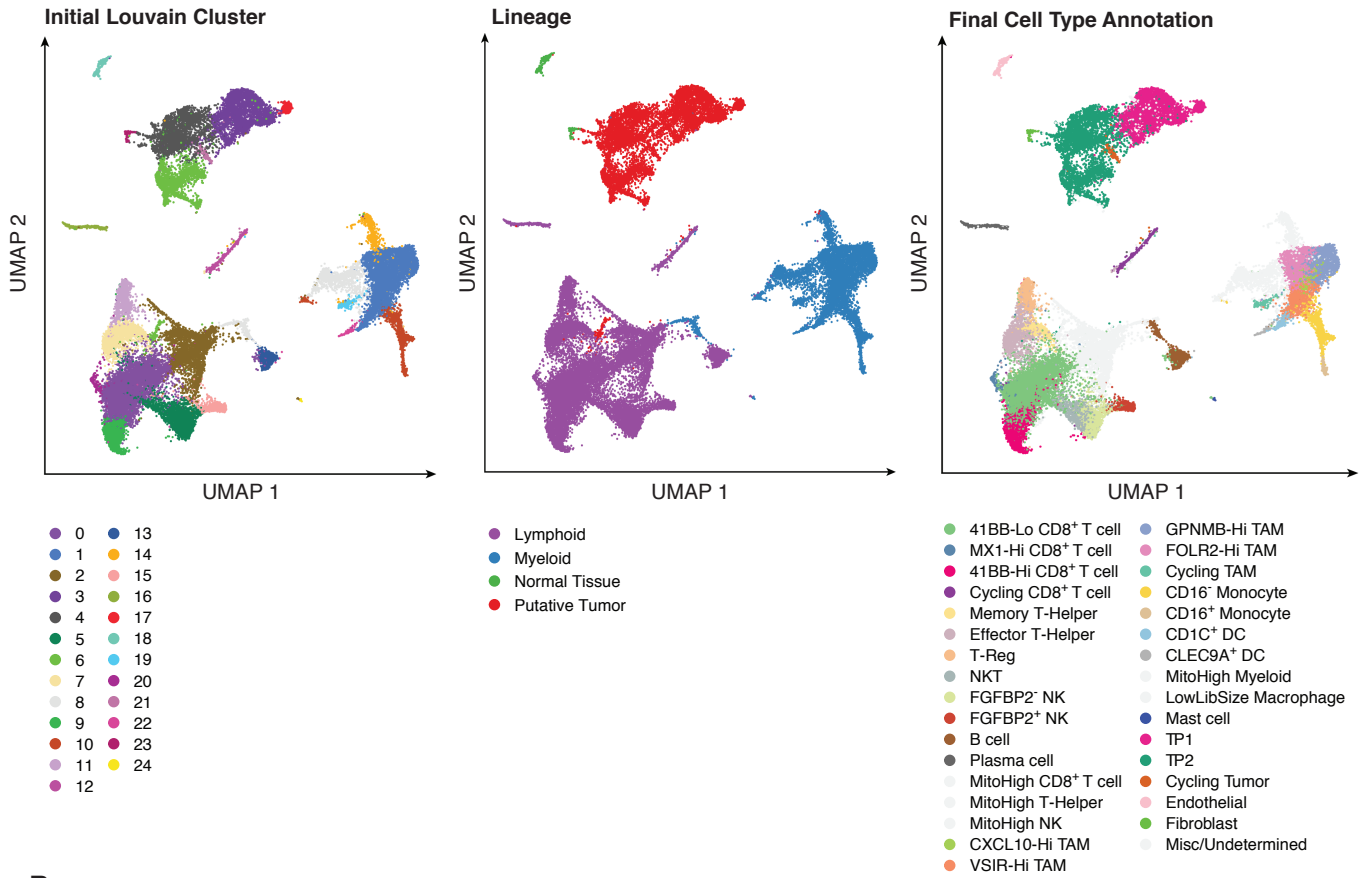 Initial Louvain Cluster
Lineage
Final Cell Type Annotation
UMAP 2
UMAP 2
UMAP 2
UMAP 1
UMAP 1
UMAP 1
0
1
2
3
4
5
6
7
8
9
10
11
12
13
14
15
16
17
18
19
20
21
22
23
24
Lymphoid
Myeloid
Normal Tissue
Putative Tumor
41BB-Lo CD8⁺ T cell
MX1-Hi CD8⁺ T cell
41BB-Hi CD8⁺ T cell
Cycling CD8⁺ T cell
Memory T-Helper
Effector T-Helper
T-Reg
NKT
FGFBP2⁻ NK
FGFBP2⁺ NK
B cell
Plasma cell
MitoHigh CD8⁺ T cell
MitoHigh T-Helper
MitoHigh NK
CXCL10-Hi TAM
VSIR-Hi TAM
GPNMB-Hi TAM
FOLR2-Hi TAM
Cycling TAM
CD16⁻ Monocyte
CD16⁺ Monocyte
CD1C⁺ DC
CLEC9A⁺ DC
MitoHigh Myeloid
LowLibSize Macrophage
Mast cell
TP1
TP2
Cycling Tumor
Endothelial
Fibroblast
Misc/Undetermined